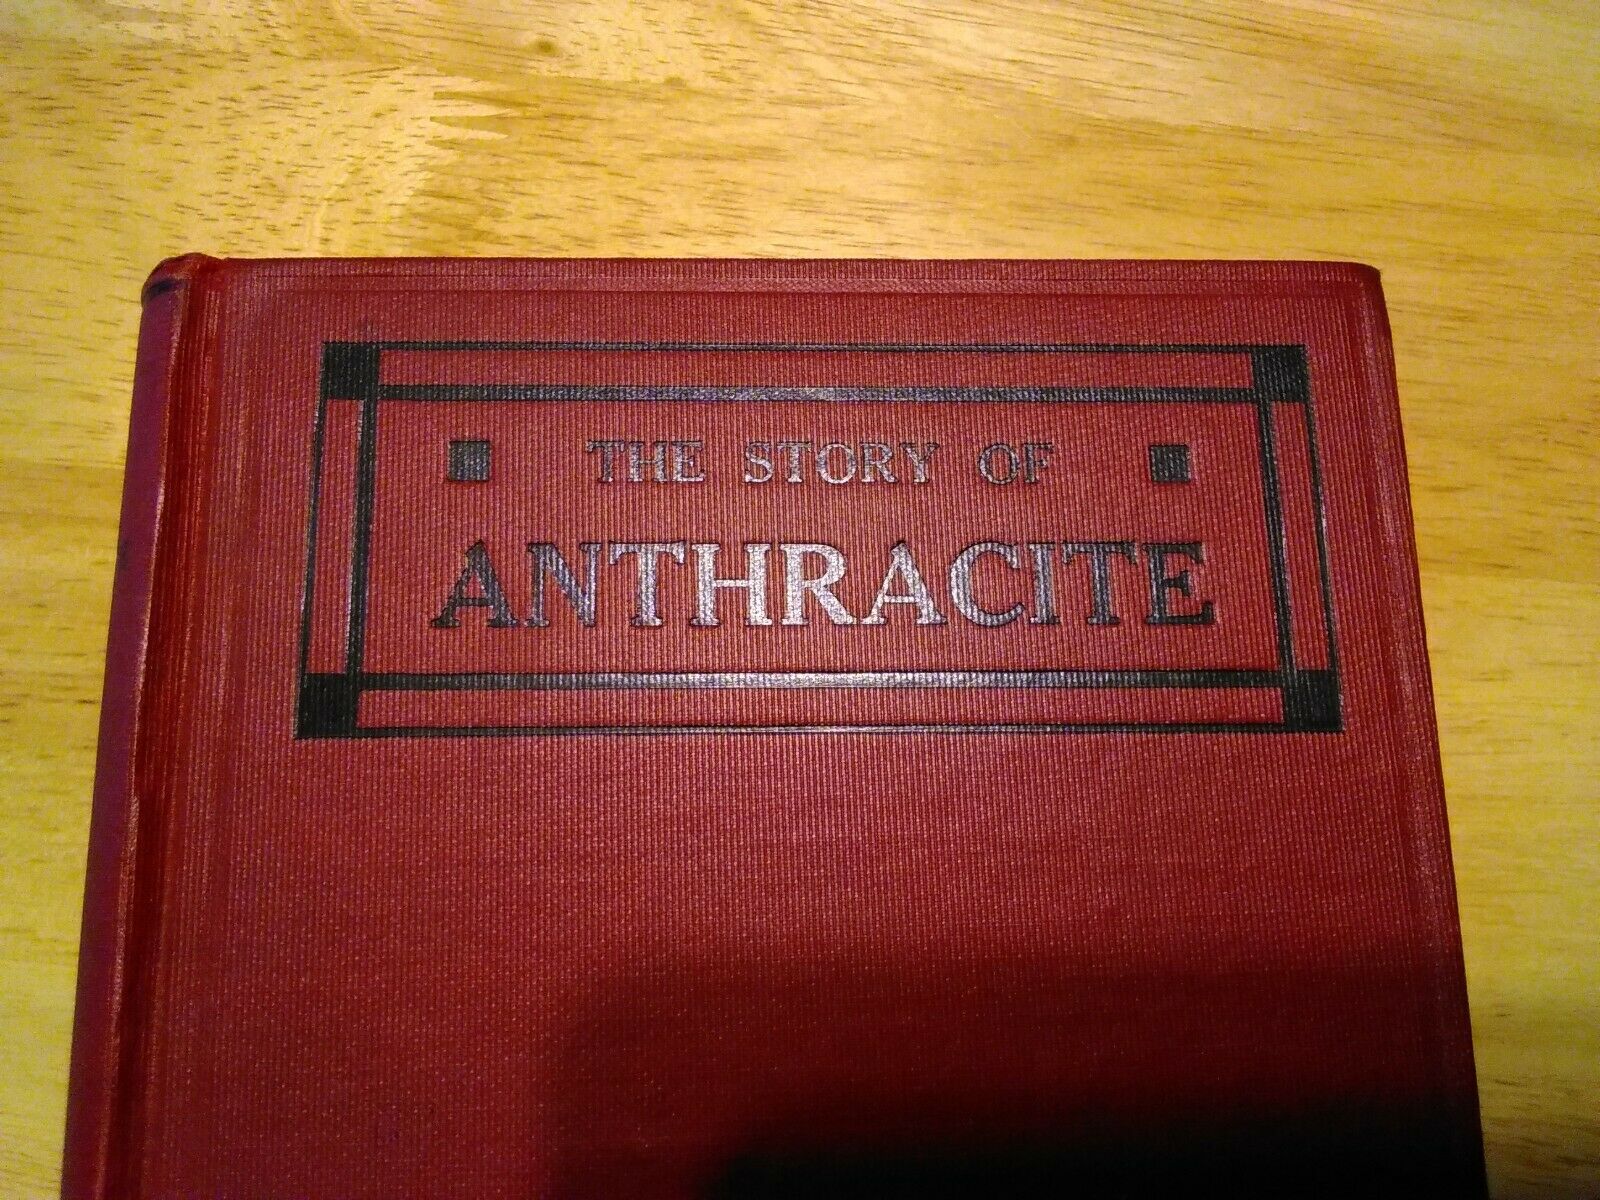 THE STORY OF
ANTHRACITE